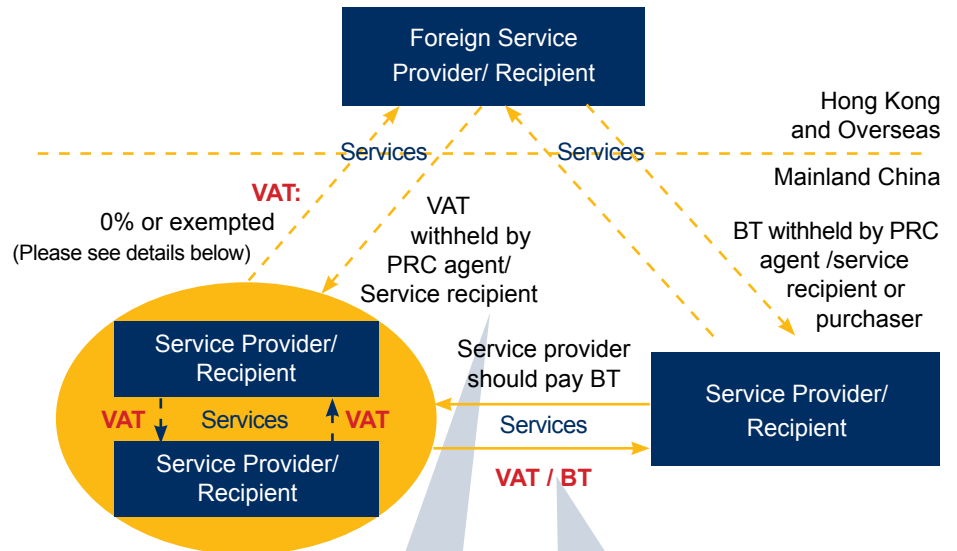 Foreign Service
Provider/ Recipient
Hong Kong
and Overseas
Services
Services
Mainland China
VAT:
0% or exempted
(Please see details below)
VAT
withheld by
PRC agent/
Service recipient
BT withheld by PRC
agent /service
recipient or
purchaser
Service Provider/
Recipient
VAT
Services
VAT
Service Provider/
Recipient
Service provider
should pay BT
Services
VAT / BT
Service Provider/
Recipient